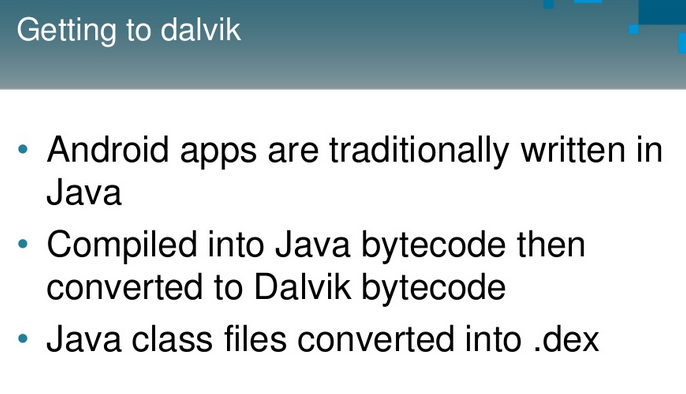 Getting to dalvik
• Android apps are traditionally written in
Java
• Compiled into Java bytecode then
converted to Dalvik bytecode
• Java class files converted into .dex